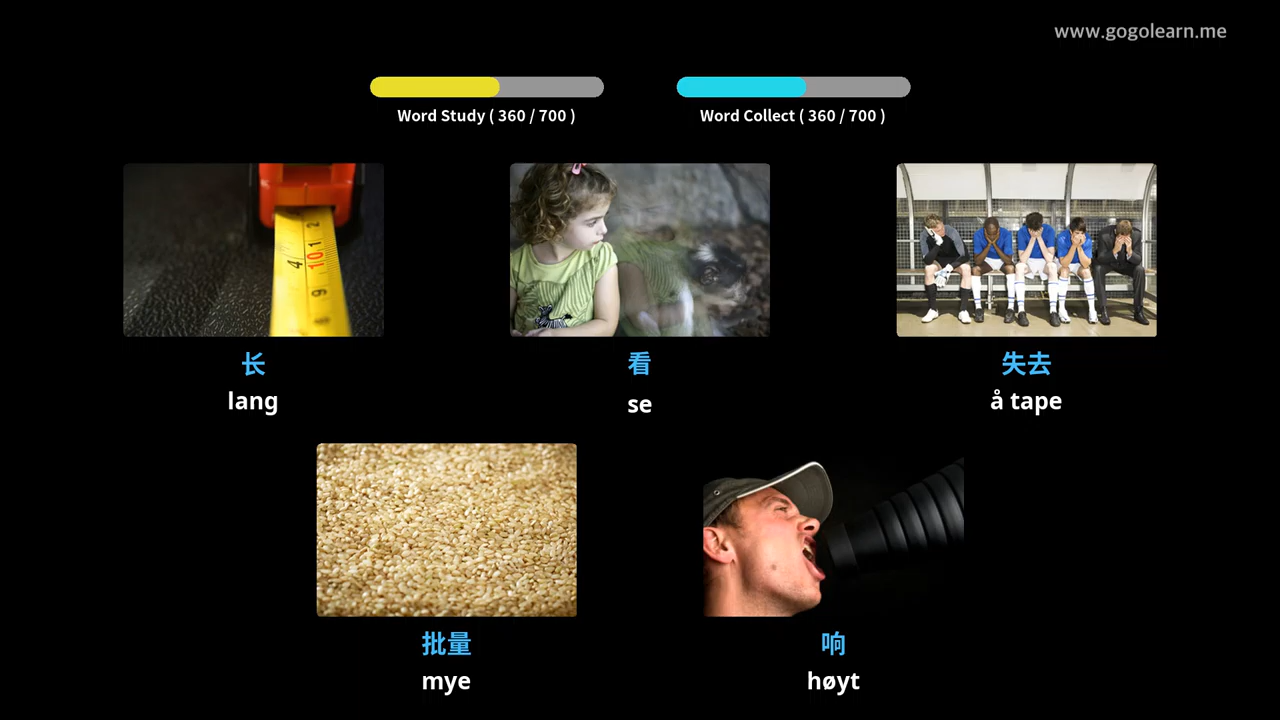 www.gogolearn.me
Word Study ( 360 / 700 )
Word Collect ( 360 / 700 )
长
lang
看
se
失去
å tape
批量
mye
响
høyt